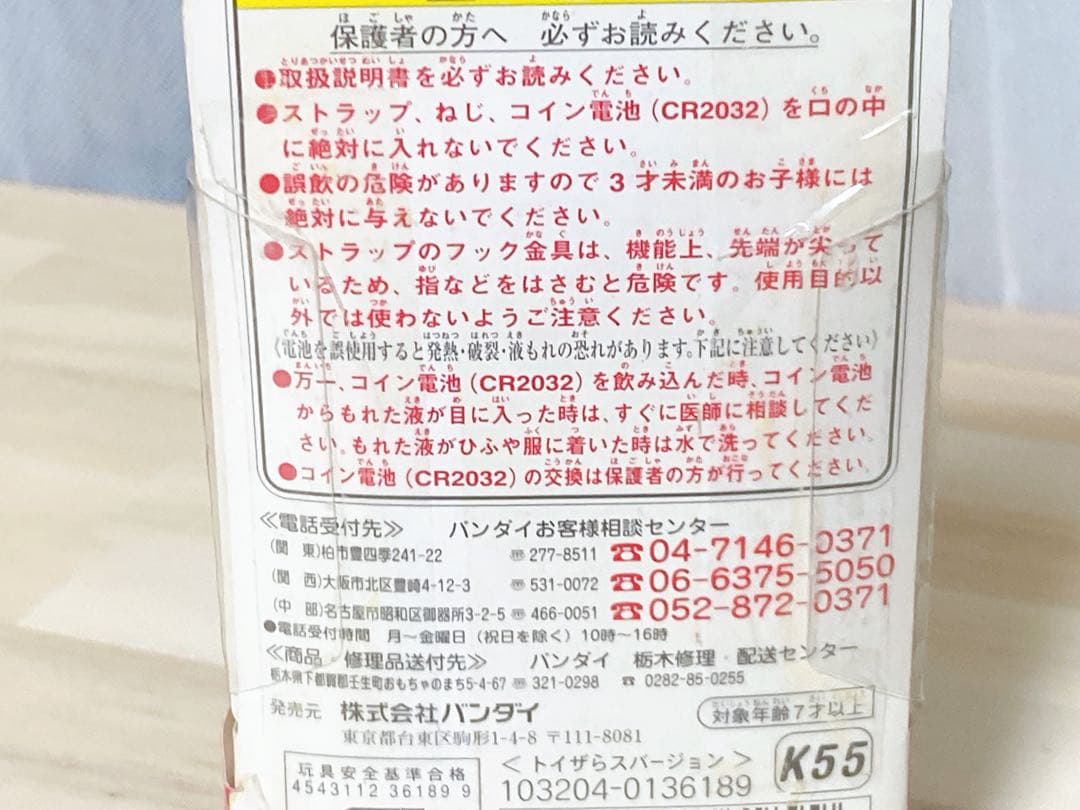 保護者の方へ 必ずお読みください。
●取扱説明書を必ずお読みください。
●ストラップ、ねじ、コイン電池(CR2032)を口の中
に絶対に入れないでください。
●誤飲の危険がありますので3才未満のお子様には
絶対に与えないでください。
●ストラップのフック金具は、機能上、先端が尖って
いるため、指などをはさむと危険です。使用目的以
外では使わないようご注意ください。
《電池を誤使用すると発熱・破裂・液もれの恐れがあります。下記に注意してください》
●万一、コイン電池(CR2032)を飲み込んだ時、コイン電池
からもれた液が目に入った時は、すぐに医師に相談してくだ
さい。もれた液がひふや服に着いた時は水で洗ってください。
●コイン電池(CR2032)の交換は保護者の方が行ってください。
≪電話受付先≫ バンダイお客様相談センター
(関 東)柏市豊四季241-22 〒277-8511 ☎04-7146-0371
(関 西)大阪市北区豊崎4-12-3 〒531-0072 ☎06-6375-5050
(中 部)名古屋市昭和区御器所3-2-5 〒466-0051 ☎052-872-0371
●電話受付時間 月〜金曜日(祝日を除く)10時〜16時
≪商品・修理品送付先≫ バンダイ 栃木修理・配送センター
栃木県下都賀郡壬生町おもちゃのまち5-4-67 〒321-0298 ☎0282-85-0255
発売元 株式会社バンダイ 対象年齢7才以上
東京都台東区駒形1-4-8 〒111-8081
玩具安全基準合格 <トイザらスバージョン> K55
4543112 36189 9 103204-0136189